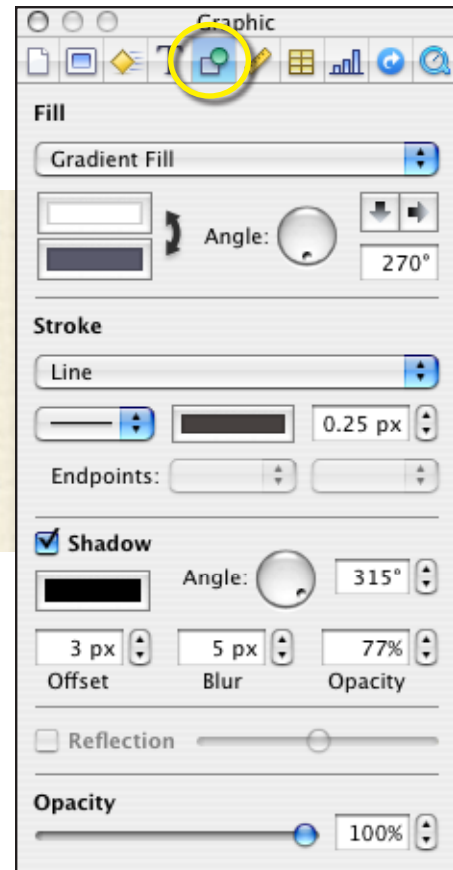 Graphic
T
Fill
Gradient Fill
Angle:
270°
Stroke
Line
0.25 px
Endpoints:
Shadow
Angle: 315°
3 px 5 px 77%
Offset Blur Opacity
Reflection
Opacity
100%